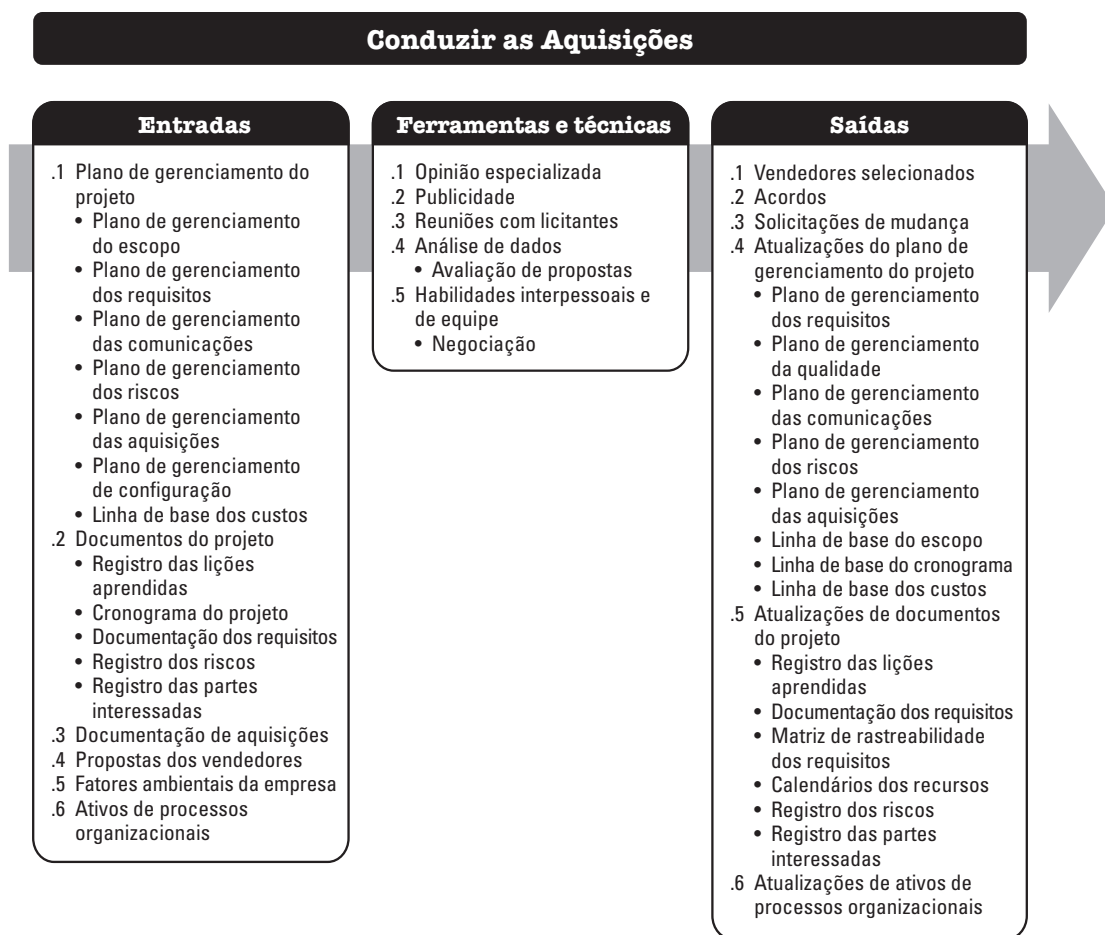 Conduzir as Aquisições
Entradas
.1 Plano de gerenciamento do
projeto
• Plano de gerenciamento
do escopo
• Plano de gerenciamento
dos requisitos
• Plano de gerenciamento
das comunicações
• Plano de gerenciamento
dos riscos
• Plano de gerenciamento
das aquisições
• Plano de gerenciamento
de configuração
• Linha de base dos custos
.2 Documentos do projeto
• Registro das lições
aprendidas
• Cronograma do projeto
• Documentação dos requisitos
• Registro dos riscos
• Registro das partes
interessadas
.3 Documentação de aquisições
.4 Propostas dos vendedores
.5 Fatores ambientais da empresa
.6 Ativos de processos
organizacionais
Ferramentas e técnicas
.1 Opinião especializada
.2 Publicidade
.3 Reuniões com licitantes
.4 Análise de dados
• Avaliação de propostas
.5 Habilidades interpessoais e
de equipe
• Negociação
Saídas
.1 Vendedores selecionados
.2 Acordos
.3 Solicitações de mudança
.4 Atualizações do plano de
gerenciamento do projeto
• Plano de gerenciamento
dos requisitos
• Plano de gerenciamento
da qualidade
• Plano de gerenciamento
das comunicações
• Plano de gerenciamento
dos riscos
• Plano de gerenciamento
das aquisições
• Linha de base do escopo
• Linha de base do cronograma
• Linha de base dos custos
.5 Atualizações de documentos
do projeto
• Registro das lições
aprendidas
• Documentação dos requisitos
• Matriz de rastreabilidade
dos requisitos
• Calendários dos recursos
• Registro dos riscos
• Registro das partes
interessadas
.6 Atualizações de ativos de
processos organizacionais